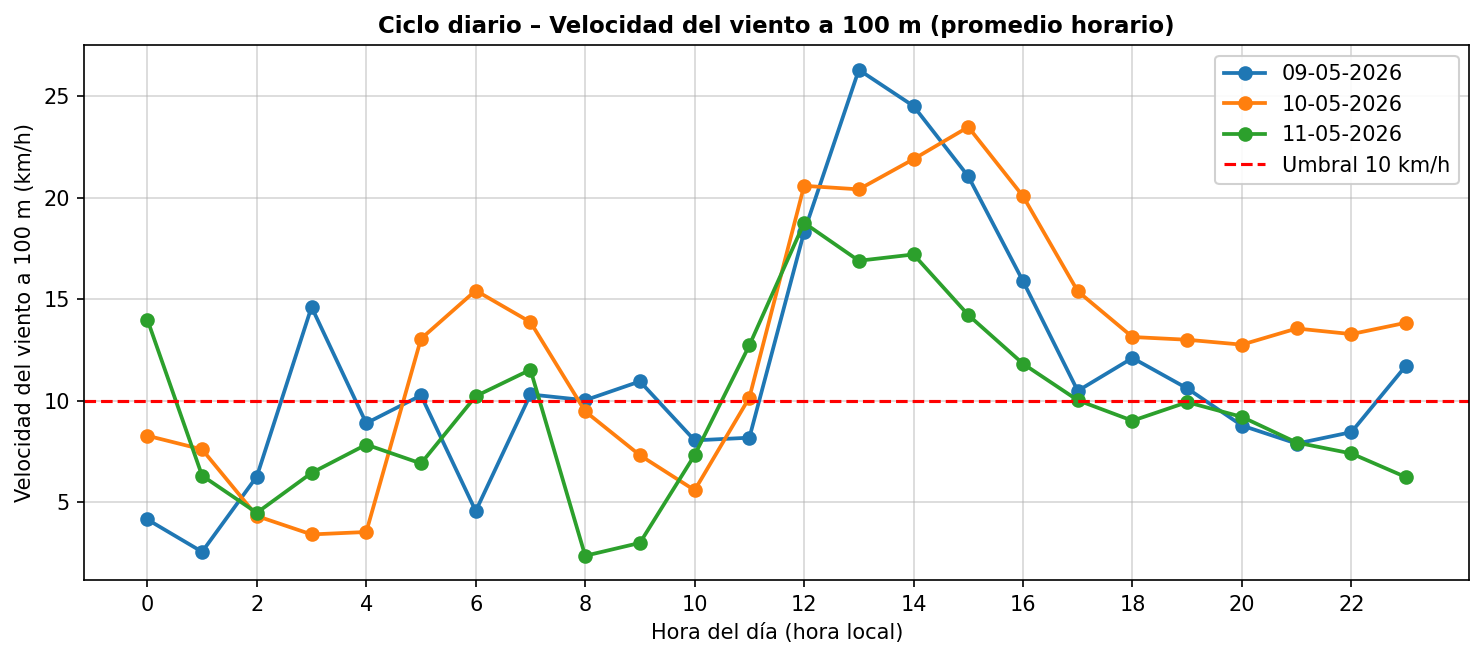 Ciclo diario – Velocidad del viento a 100 m (promedio horario)
Velocidad del viento a 100 m (km/h)
25
20
15
10
5
09-05-2026
10-05-2026
11-05-2026
Umbral 10 km/h
0 2 4 6 8 10 12 14 16 18 20 22
Hora del día (hora local)